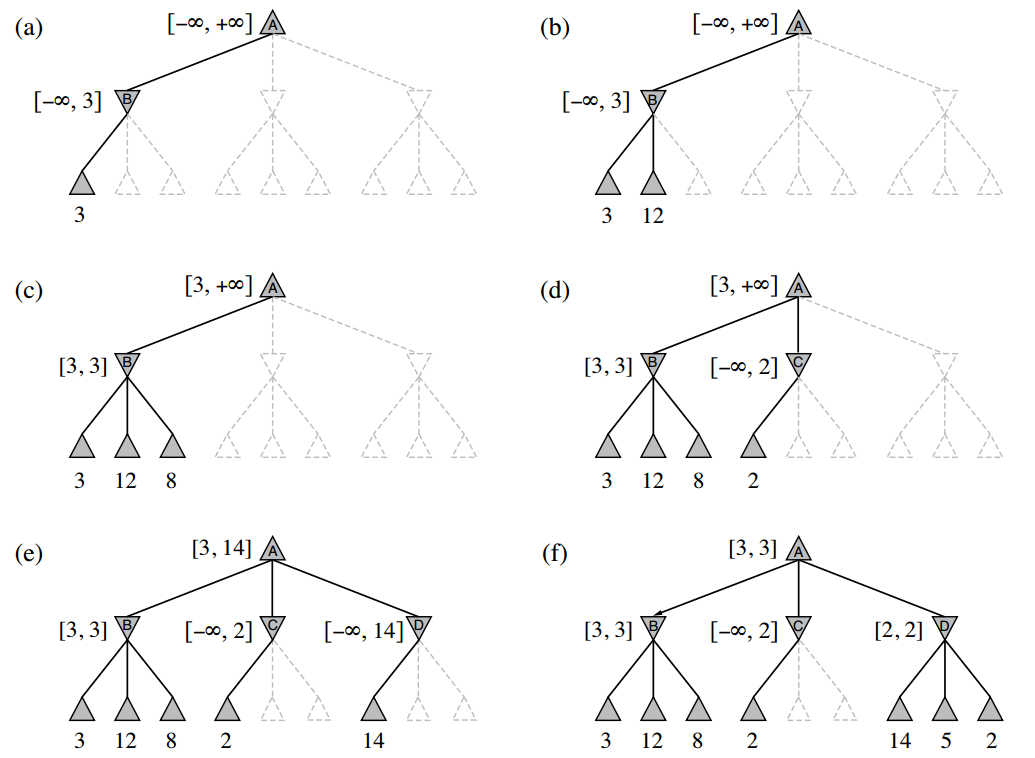 (a) [−∞, +∞] A
[−∞, 3] B
3
(b) [−∞, +∞] A
[−∞, 3] B
3 12
(c) [3, +∞] A
[3, 3] B
3 12 8
(d) [3, +∞] A
[3, 3] B [−∞, 2] C
3 12 8 2
(e) [3, 14] A
[3, 3] B [−∞, 2] C [−∞, 14] D
3 12 8 2 14
(f) [3, 3] A
[3, 3] B [−∞, 2] C [2, 2] D
3 12 8 2 14 5 2